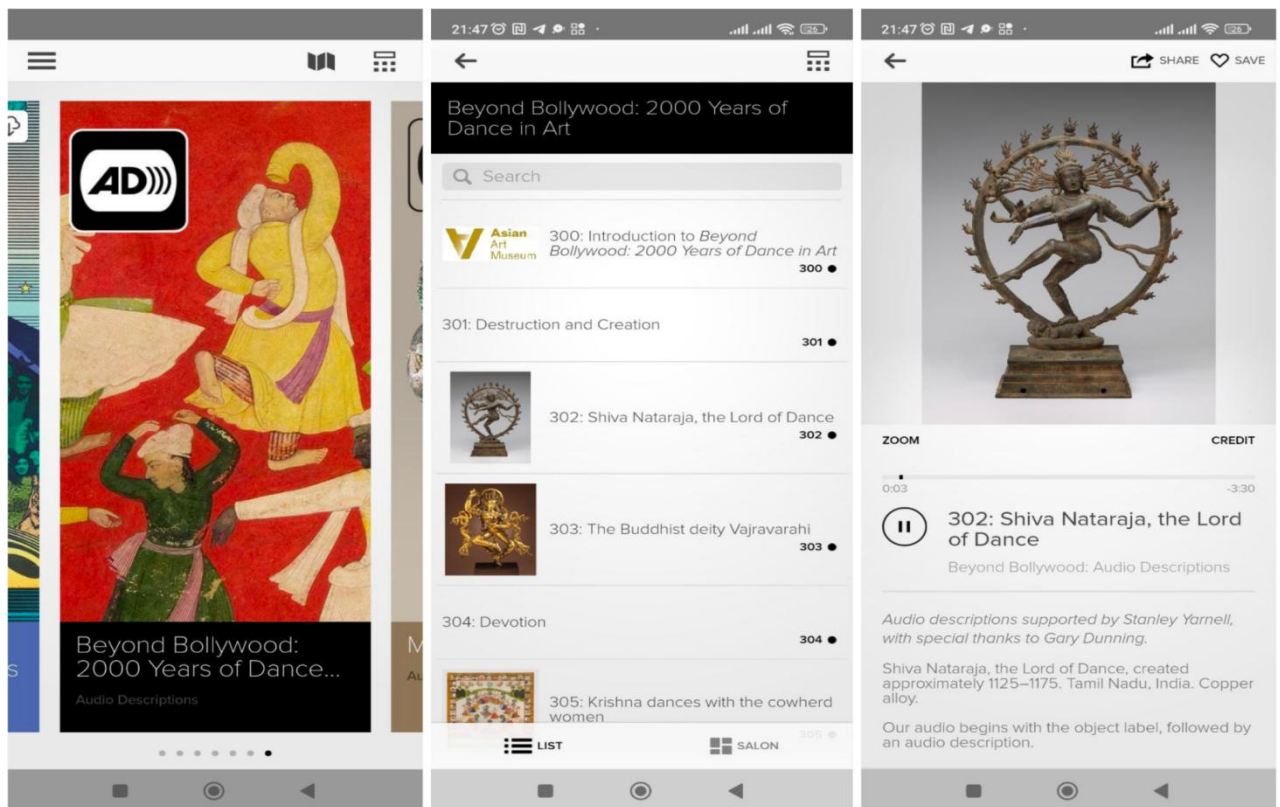 AD)))
S
Beyond Bollywood:
2000 Years of Dance...
Audio Descriptions
M
Au
21:47
26
Beyond Bollywood: 2000 Years of
Dance in Art
Search
Asian
Art
Museum
300: Introduction to Beyond
Bollywood: 2000 Years of Dance in Art
300
301: Destruction and Creation
301
302: Shiva Nataraja, the Lord of Dance
302
303: The Buddhist deity Vajravarahi
303
304: Devotion
304
305: Krishna dances with the cowherd
women
305
LIST
SALON
21:47
26
SHARE
SAVE
ZOOM
CREDIT
0:03
-3:30
302: Shiva Nataraja, the Lord
of Dance
Beyond Bollywood: Audio Descriptions
Audio descriptions supported by Stanley Yarnell,
with special thanks to Gary Dunning.
Shiva Nataraja, the Lord of Dance, created
approximately 1125–1175. Tamil Nadu, India. Copper
alloy.
Our audio begins with the object label, followed by
an audio description.